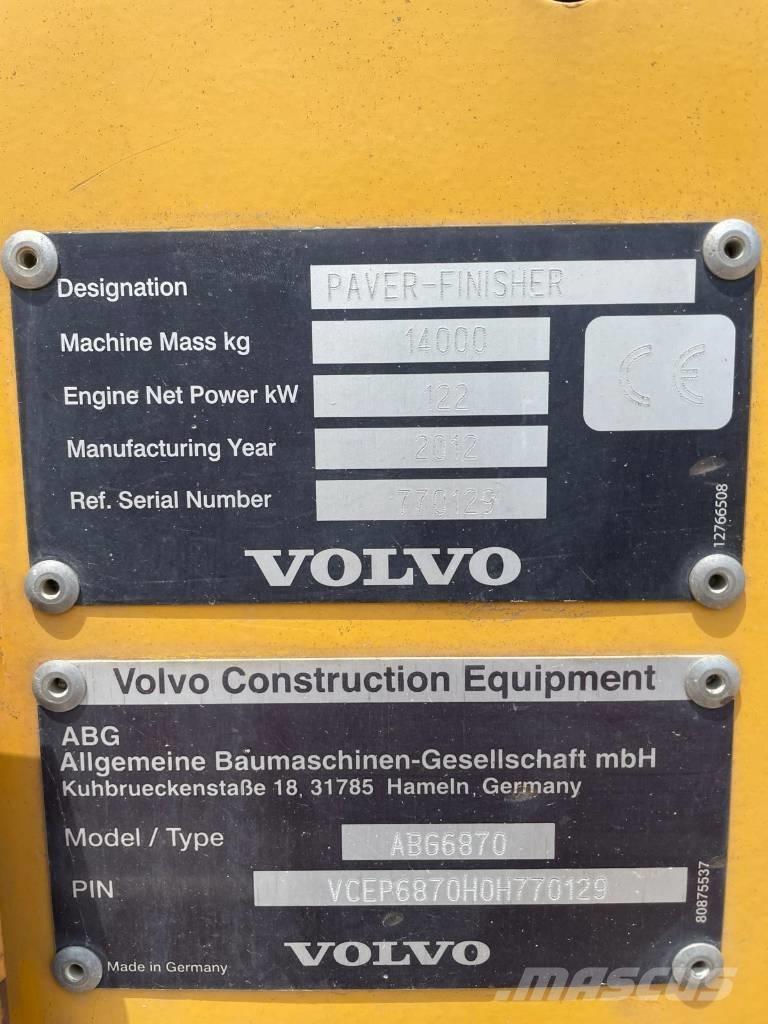 Designation PAVER-FINISHER
Machine Mass kg 14000
Engine Net Power kW 122
CE
Manufacturing Year 2012
Ref. Serial Number 770129
12766508
VOLVO
Volvo Construction Equipment
ABG
Allgemeine Baumaschinen-Gesellschaft mbH
Kuhbrueckenstaße 18, 31785 Hameln, Germany
Model / Type ABG6870
PIN VCEP6870H0H770129
80875537
VOLVO
Made in Germany
MASCUS